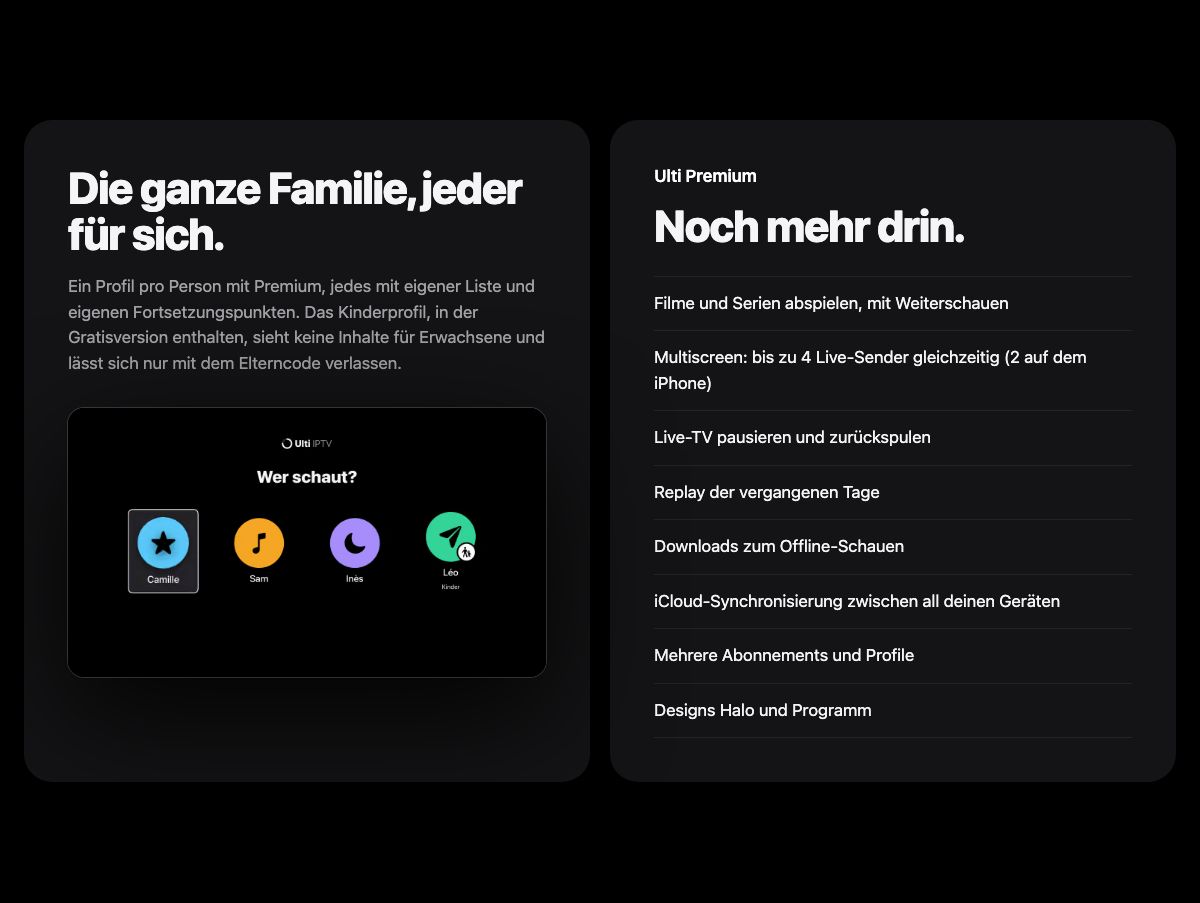 Die ganze Familie, jeder
für sich.
Ein Profil pro Person mit Premium, jedes mit eigener Liste und
eigenen Fortsetzungspunkten. Das Kinderprofil, in der
Gratisversion enthalten, sieht keine Inhalte für Erwachsene und
lässt sich nur mit dem Elterncode verlassen.
Ulti IPTV
Wer schaut?
Camille
Sam
Inès
Léo
Kinder
Ulti Premium
Noch mehr drin.
Filme und Serien abspielen, mit Weiterschauen
Multiscreen: bis zu 4 Live-Sender gleichzeitig (2 auf dem
iPhone)
Live-TV pausieren und zurückspulen
Replay der vergangenen Tage
Downloads zum Offline-Schauen
iCloud-Synchronisierung zwischen all deinen Geräten
Mehrere Abonnements und Profile
Designs Halo und Programm